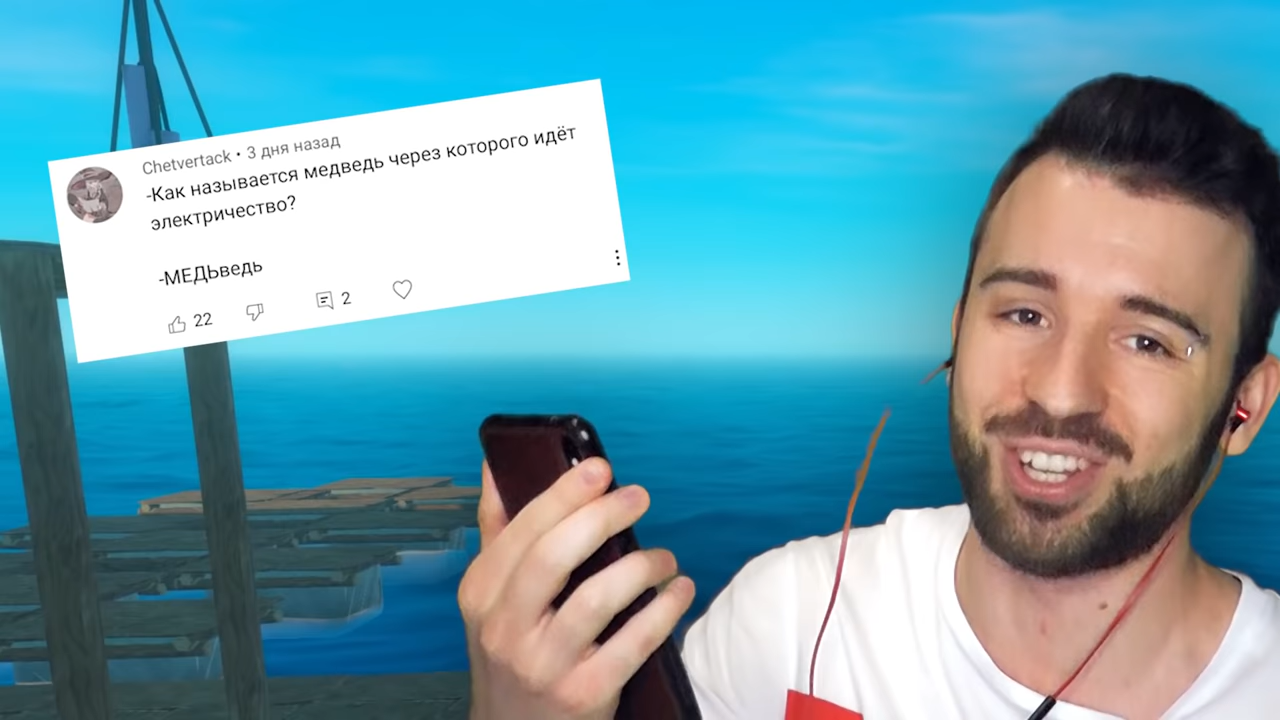 Chetvertack • 3 дня назад
-Как называется медведь через которого идёт
электричество?
-МЕДЬведь
22
2